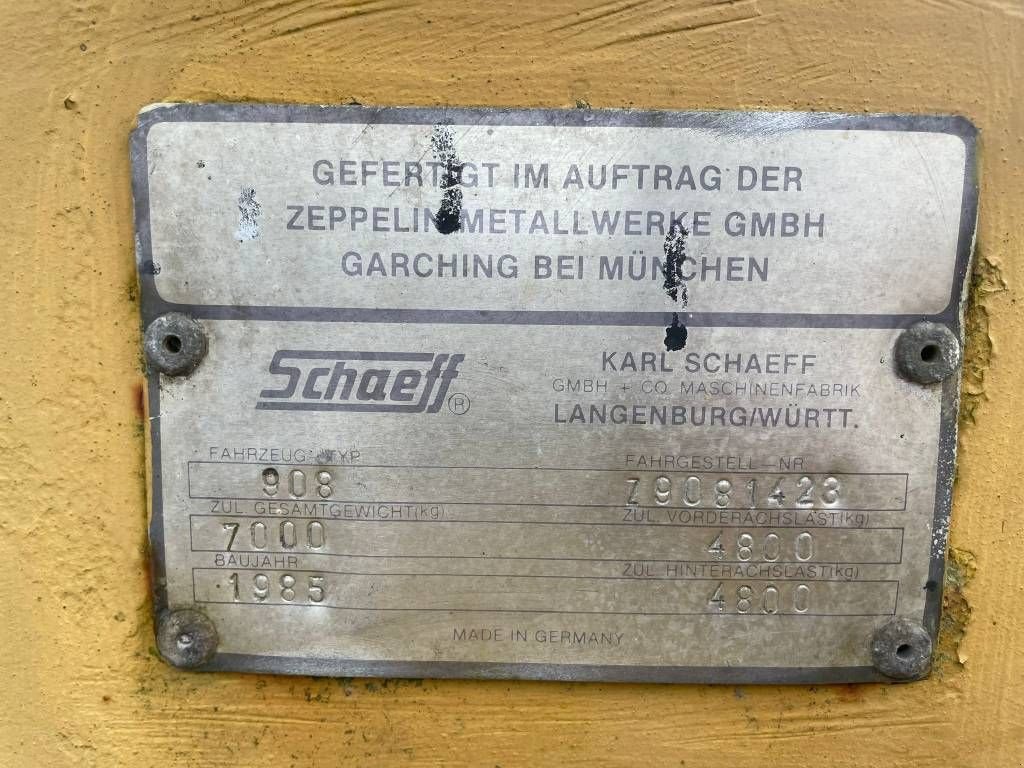 GEFERTIGT IM AUFTRAG DER
ZEPPELIN METALLWERKE GMBH
GARCHING BEI MÜNCHEN
Schaeff ®
KARL SCHAEFF
GMBH + CO MASCHINENFABRIK
LANGENBURG/WÜRTT.
FAHRZEUG-TYP
908
FAHRGESTELL-NR
Z9081423
ZUL GESAMTGEWICHT(kg)
7000
ZUL. VORDERACHSLAST(kg)
4800
BAUJAHR
1985
ZUL HINTERACHSLAST(kg)
4800
MADE IN GERMANY